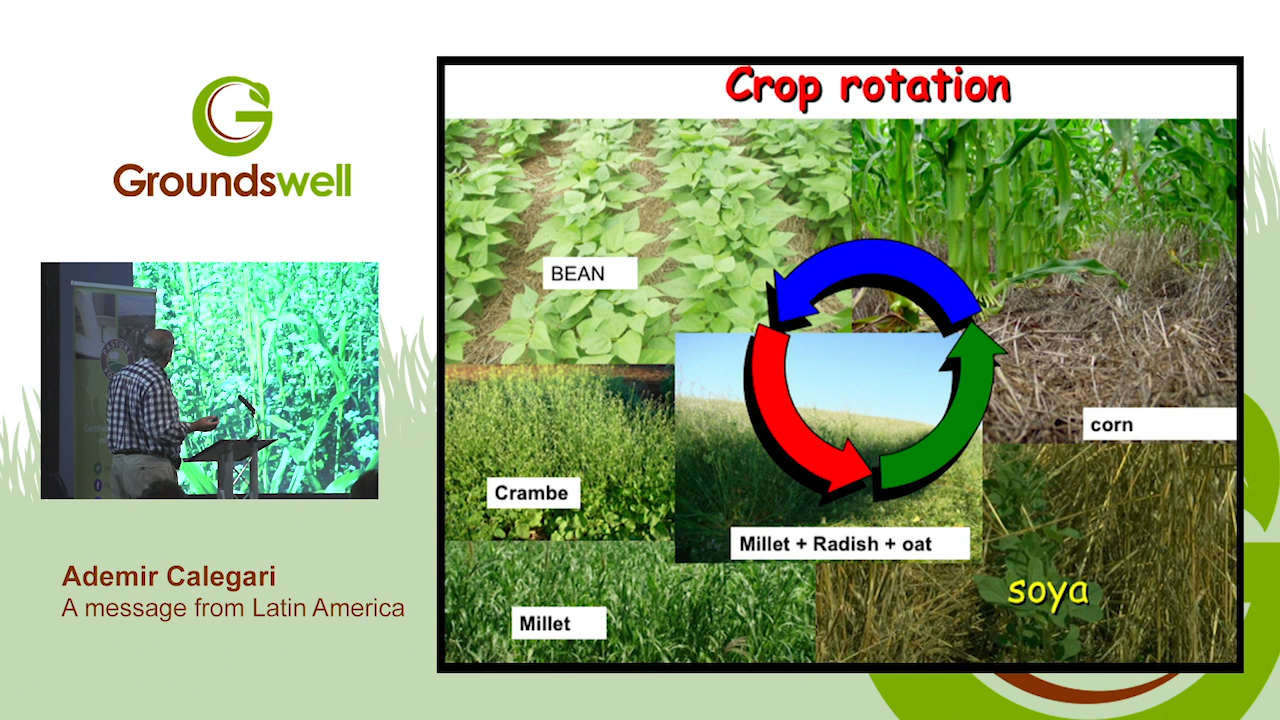 Groundswell
Ademir Calegari
A message from Latin America
Crop rotation
BEAN
corn
Crambe
Millet + Radish + oat
Millet
soya